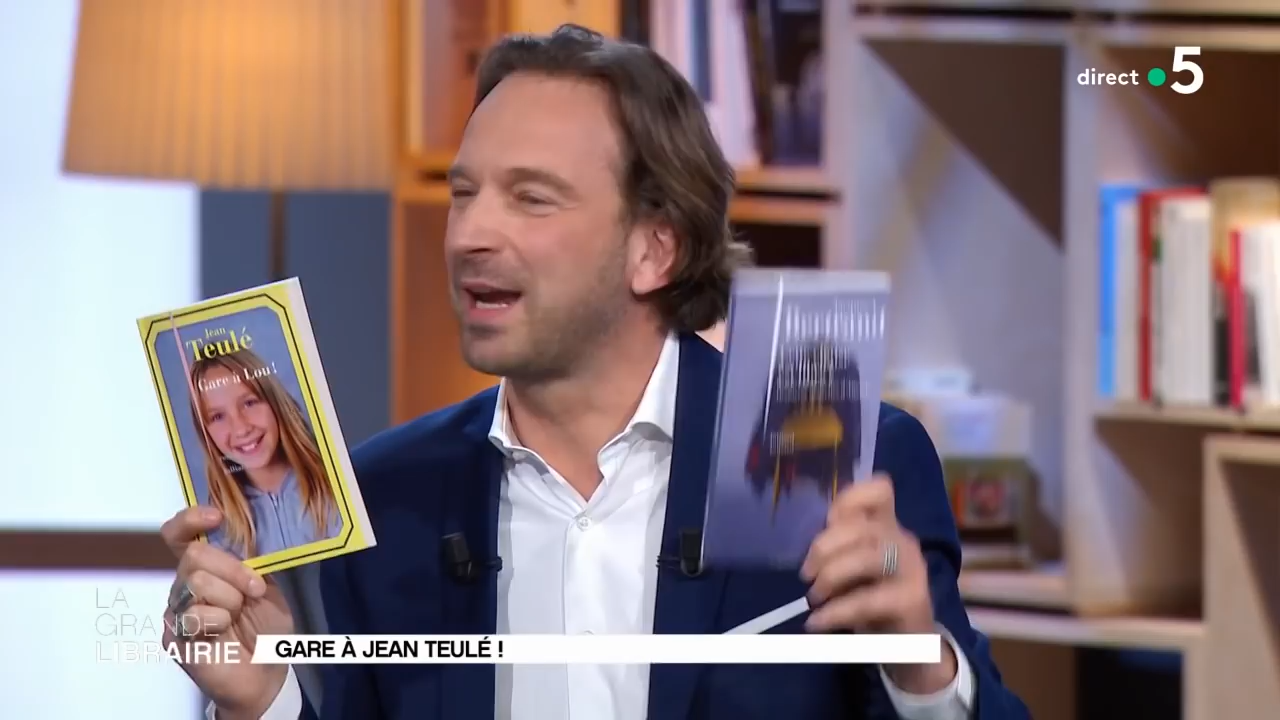 direct 5
Jean
Teulé
Gare à Lou!
LA
GRANDE
LIBRAIRIE
GARE À JEAN TEULÉ !